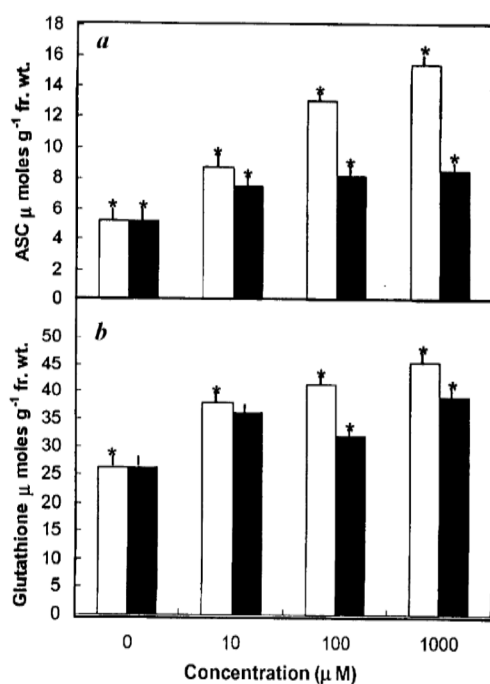 a
ASC μ moles g⁻¹ fr. wt.
18
16
14
12
10
8
6
4
2
0
* * * * * * * *
b
Glutathione μ moles g⁻¹ fr. wt.
50
45
40
35
30
25
20
15
10
5
0
* * * * * *
0 10 100 1000
Concentration (μ M)